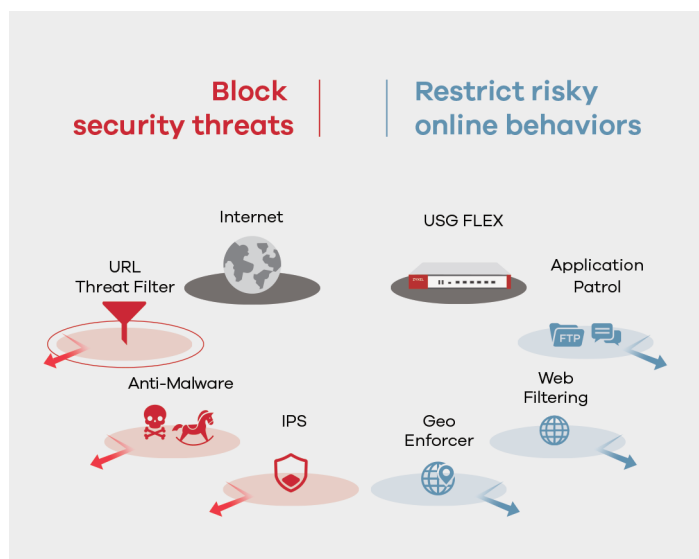 Block
security threats
Restrict risky
online behaviors
Internet
USG FLEX
URL
Threat Filter
Application
Patrol
FTP
Anti-Malware
Web
Filtering
IPS
Geo
Enforcer